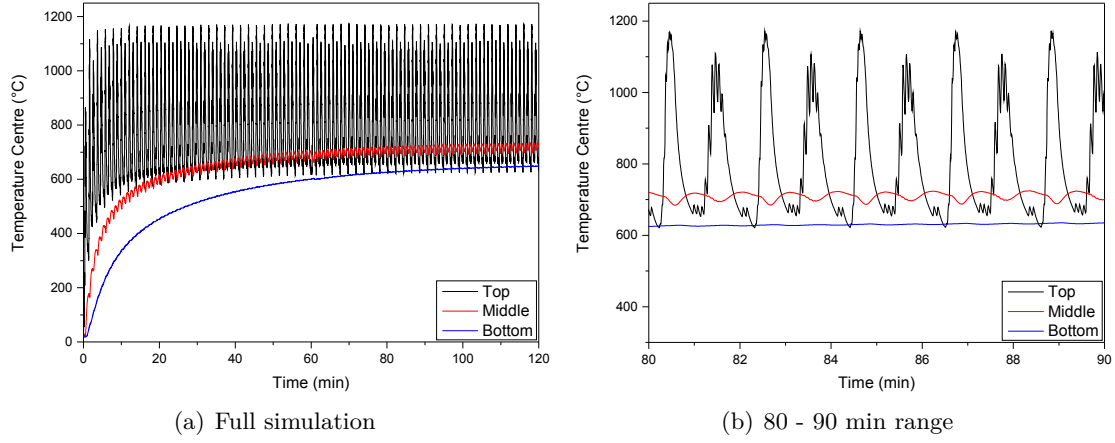 1200
1000
800
600
400
200
0
Temperature Centre (°C)
0 20 40 60 80 100 120
Time (min)
Top
Middle
Bottom
(a) Full simulation
1200
1000
800
600
400
Temperature Centre (°C)
80 82 84 86 88 90
Time (min)
Top
Middle
Bottom
(b) 80 - 90 min range